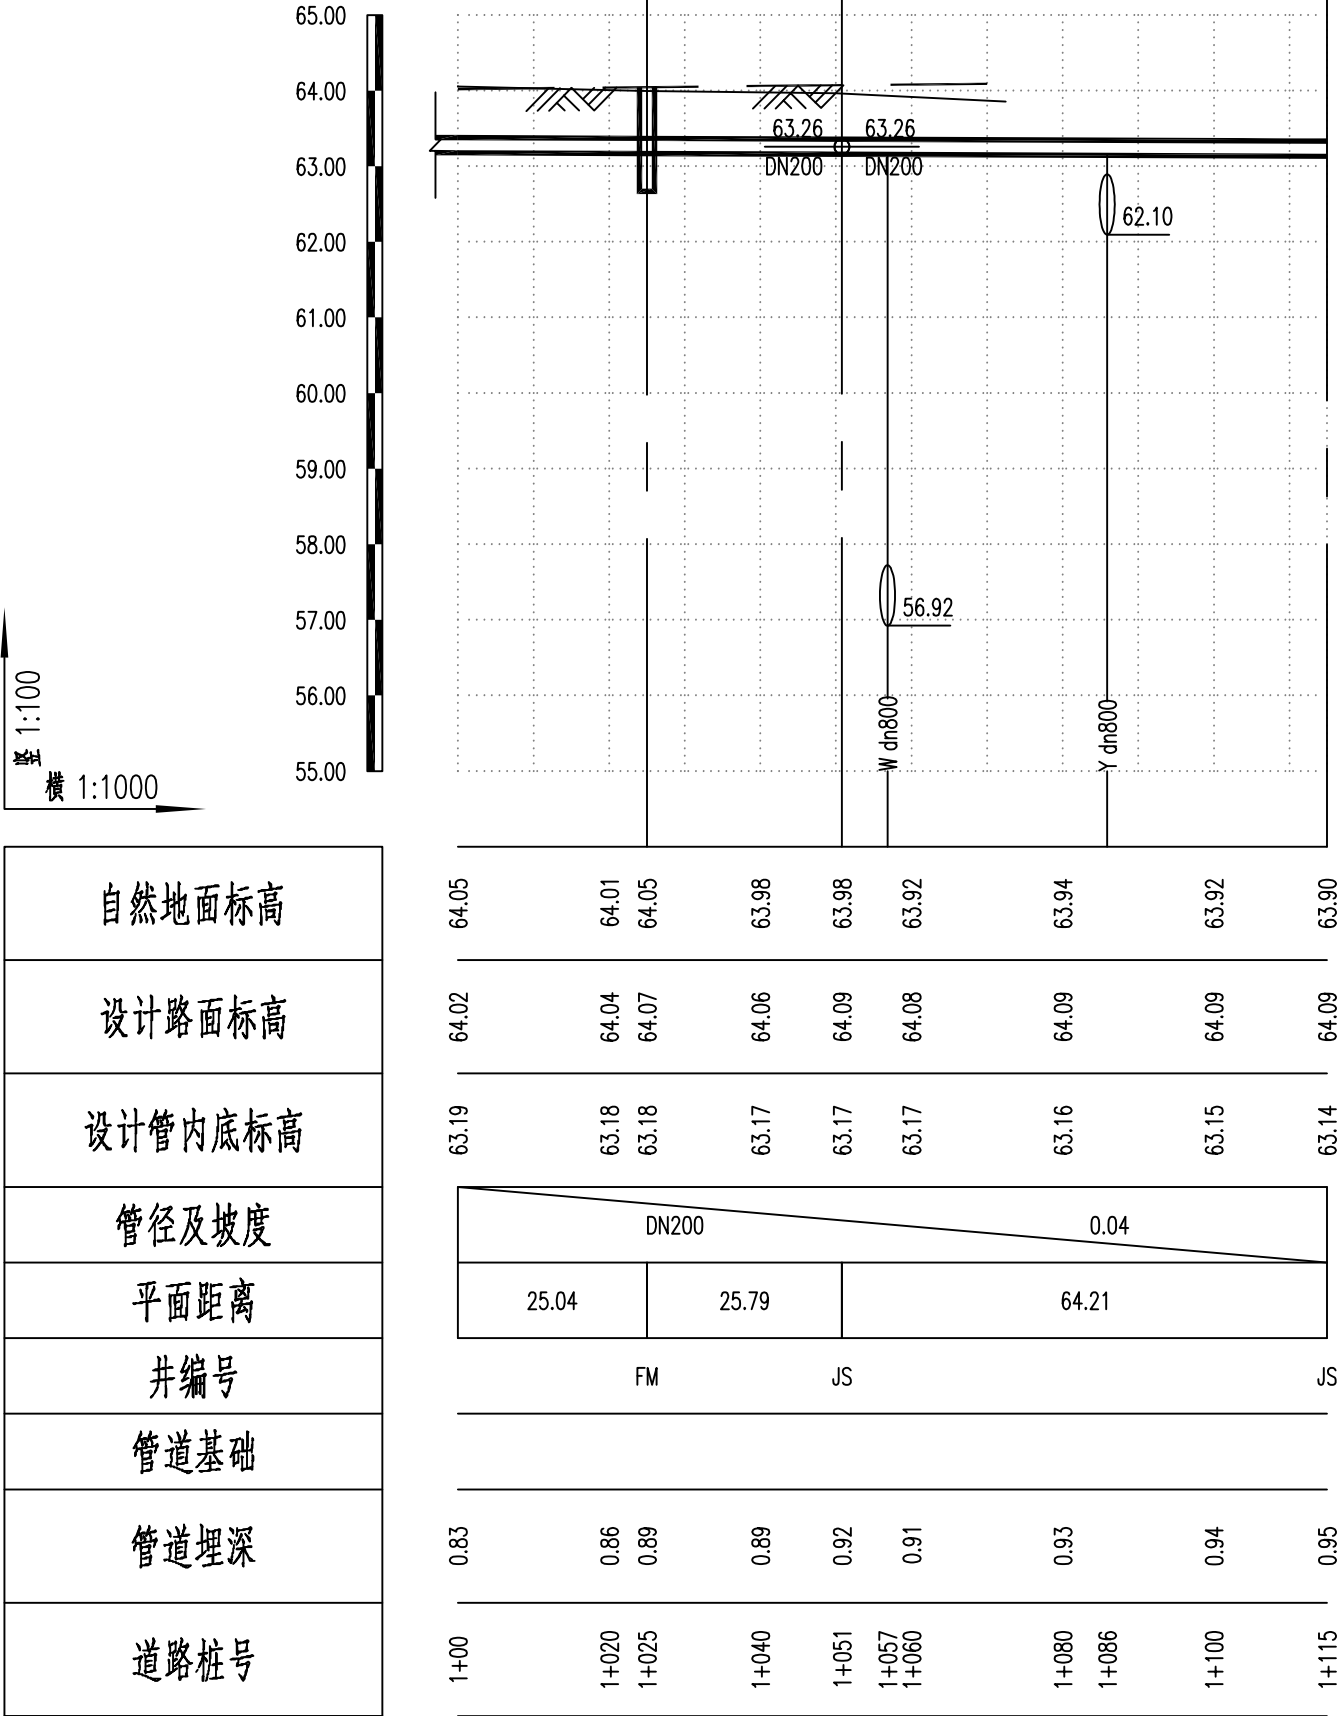 65.00
64.00
63.26 63.26
63.00
DN200 DN200
62.10
62.00
61.00
60.00
59.00
58.00
56.92
57.00
56.00
55.00
W dn800
Y dn800
竖 1:100
横 1:1000
自然地面标高 64.05 64.01 64.05 63.98 63.98 63.92 63.94 63.92 63.90
设计路面标高 64.02 64.04 64.07 64.06 64.09 64.08 64.09 64.09 64.09
设计管内底标高 63.19 63.18 63.18 63.17 63.17 63.17 63.16 63.15 63.14
管径及坡度 DN200 0.04
平面距离 25.04 25.79 64.21
井编号 FM JS JS
管道基础
管道埋深 0.83 0.86 0.89 0.89 0.92 0.91 0.93 0.94 0.95
道路桩号 1+00 1+020 1+025 1+040 1+051 1+057 1+060 1+080 1+086 1+100 1+115